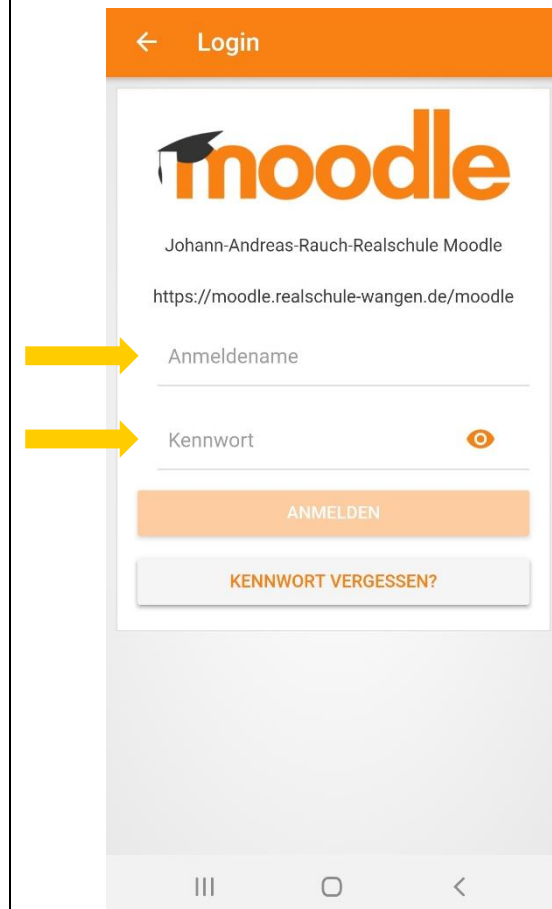 Login
moodle
Johann-Andreas-Rauch-Realschule Moodle
https://moodle.realschule-wangen.de/moodle
Anmeldename
Kennwort
ANMELDEN
KENNWORT VERGESSEN?